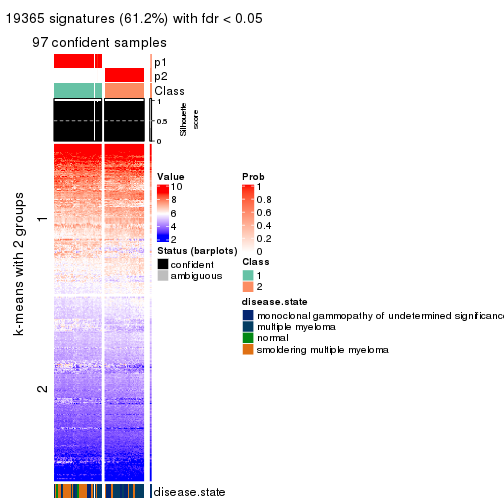 19365 signatures (61.2%) with fdr < 0.05
97 confident samples
p1
p2
Class
1
0.5
0
Silhouette
score
k-means with 2 groups
1
2
Value
10
8
6
4
2
Status (barplots)
confident
ambiguous
Prob
1
0.8
0.6
0.4
0.2
0
Class
1
2
disease.state
monoclonal gammopathy of undetermined significance
multiple myeloma
normal
smoldering multiple myeloma
disease.state